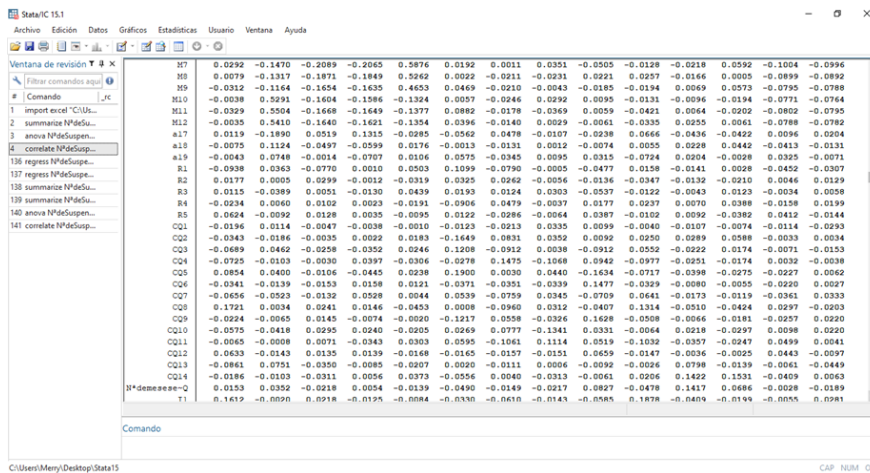 Stata/IC 15.1
Archivo Edición Datos Gráficos Estadísticas Usuario Ventana Ayuda
Ventana de revisión
Filtrar comandos aquí
# Comando _rc
1 import excel "C:\Us...
2 summarize NºdeSu...
3 anova NºdeSuspen...
4 correlate NºdeSusp...
136 regress NºdeSuspe...
137 regress NºdeSuspe...
138 summarize NºdeSu...
139 summarize NºdeSu...
140 anova NºdeSuspen...
141 correlate NºdeSusp...
M7 0.0292 -0.1470 -0.2089 -0.2065 0.5876 0.0192 0.0011 0.0351 -0.0505 -0.0128 -0.0218 0.0592 -0.1004 -0.0996
M8 0.0079 -0.1317 -0.1871 -0.1849 0.5262 0.0022 -0.0211 -0.0231 0.0221 0.0257 -0.0166 0.0005 -0.0899 -0.0892
M9 -0.0312 -0.1164 -0.1654 -0.1635 0.4653 0.0469 -0.0210 -0.0043 -0.0185 -0.0194 0.0069 0.0573 -0.0795 -0.0788
M10 -0.0038 0.5291 -0.1604 -0.1586 -0.1324 0.0057 -0.0246 0.0292 0.0095 -0.0131 -0.0096 -0.0194 -0.0771 -0.0764
M11 -0.0329 0.5504 -0.1668 -0.1649 -0.1377 0.0882 -0.0178 -0.0369 0.0059 -0.0421 0.0064 -0.0202 -0.0802 -0.0795
M12 -0.0035 0.5410 -0.1640 -0.1621 -0.1354 0.0396 -0.0140 0.0029 -0.0061 -0.0335 0.0255 0.0061 -0.0788 -0.0782
al7 0.0119 -0.1890 0.0519 0.1315 -0.0285 -0.0562 0.0478 -0.0107 -0.0238 0.0666 -0.0436 -0.0422 0.0096 0.0204
al8 -0.0075 0.1124 -0.0497 -0.0599 0.0176 -0.0013 -0.0131 0.0012 -0.0074 0.0055 0.0228 0.0442 -0.0413 -0.0131
al9 -0.0043 0.0748 -0.0014 -0.0707 0.0106 0.0575 -0.0345 0.0095 0.0315 -0.0724 0.0204 -0.0028 0.0325 -0.0071
R1 -0.0938 0.0363 -0.0770 0.0010 0.0503 0.1099 -0.0790 -0.0005 -0.0477 0.0158 -0.0141 0.0028 -0.0452 -0.0307
R2 0.0177 0.0005 0.0299 -0.0012 -0.0319 0.0325 0.0262 -0.0056 -0.0136 -0.0347 -0.0132 -0.0210 0.0046 0.0129
R3 0.0115 -0.0389 0.0051 -0.0130 0.0439 0.0193 0.0124 0.0303 -0.0537 -0.0122 -0.0043 0.0123 -0.0034 0.0058
R4 -0.0234 0.0060 0.0102 0.0023 -0.0191 -0.0906 0.0479 -0.0037 0.0177 0.0237 0.0070 0.0388 -0.0158 0.0199
R5 0.0624 -0.0092 0.0128 0.0035 -0.0095 0.0122 -0.0286 -0.0064 0.0387 -0.0102 0.0092 -0.0382 0.0412 -0.0144
CQ1 -0.0196 0.0114 -0.0047 -0.0038 -0.0010 -0.0123 -0.0213 0.0335 0.0099 -0.0040 -0.0107 -0.0074 -0.0114 -0.0293
CQ2 -0.0343 -0.0186 -0.0035 0.0022 0.0183 -0.1649 0.0831 0.0352 0.0092 0.0250 0.0289 0.0588 -0.0033 0.0034
CQ3 -0.0689 0.0462 -0.0258 -0.0352 0.0246 0.1208 -0.0912 0.0038 -0.0912 0.0552 -0.0222 0.0174 -0.0071 -0.0153
CQ4 -0.0725 -0.0103 -0.0030 0.0397 -0.0306 -0.0278 0.1475 -0.1068 0.0942 -0.0977 -0.0251 -0.0174 0.0032 -0.0038
CQ5 0.0854 0.0400 -0.0106 -0.0445 0.0238 0.1900 0.0030 0.0440 -0.1634 -0.0717 -0.0398 -0.0275 -0.0227 0.0062
CQ6 -0.0341 -0.0139 -0.0153 0.0158 0.0121 -0.0371 -0.0351 -0.0339 0.1477 -0.0329 -0.0080 -0.0055 -0.0220 0.0027
CQ7 -0.0656 -0.0523 -0.0132 0.0528 0.0044 0.0539 -0.0759 0.0345 -0.0709 0.0641 -0.0173 -0.0119 -0.0361 0.0333
CQ8 0.1721 0.0034 0.0241 0.0146 -0.0453 0.0008 -0.0960 -0.0312 -0.0407 0.1314 -0.0510 -0.0424 0.0297 -0.0203
CQ9 -0.0224 -0.0065 0.0145 -0.0074 -0.0020 -0.1217 0.0558 -0.0326 0.1628 -0.0508 -0.0066 -0.0181 -0.0257 0.0220
CQ10 -0.0575 -0.0418 0.0295 0.0240 -0.0205 0.0269 0.0777 -0.1341 0.0331 -0.0064 0.0218 -0.0297 0.0098 0.0220
CQ11 -0.0065 -0.0008 0.0071 -0.0343 0.0303 0.0595 -0.1061 0.1114 0.0519 -0.1032 -0.0357 -0.0247 0.0499 0.0041
CQ12 0.0633 -0.0143 0.0135 0.0139 -0.0168 -0.0165 -0.0157 -0.0151 0.0659 -0.0147 -0.0036 -0.0025 0.0443 -0.0097
CQ13 -0.0861 0.0751 -0.0350 -0.0085 -0.0207 0.0020 -0.0111 0.0006 -0.0092 -0.0026 0.0798 -0.0139 -0.0061 -0.0449
CQ14 -0.0186 -0.0103 -0.0311 0.0056 0.0373 -0.0556 0.0040 -0.0313 -0.0061 0.0206 0.1422 0.1531 -0.0409 0.0063
Nºdemesese~Q 0.0153 0.0352 -0.0218 0.0054 -0.0139 -0.0490 -0.0149 -0.0217 0.0827 -0.0478 0.1417 0.0686 -0.0028 -0.0189
T1 0.1612 -0.0020 0.0218 -0.0125 -0.0084 -0.0330 -0.0610 -0.0143 -0.0585 0.1878 -0.0409 -0.0199 -0.0055 0.0281
Comando
C:\Users\Merry\Desktop\Stata15
CAP NUM